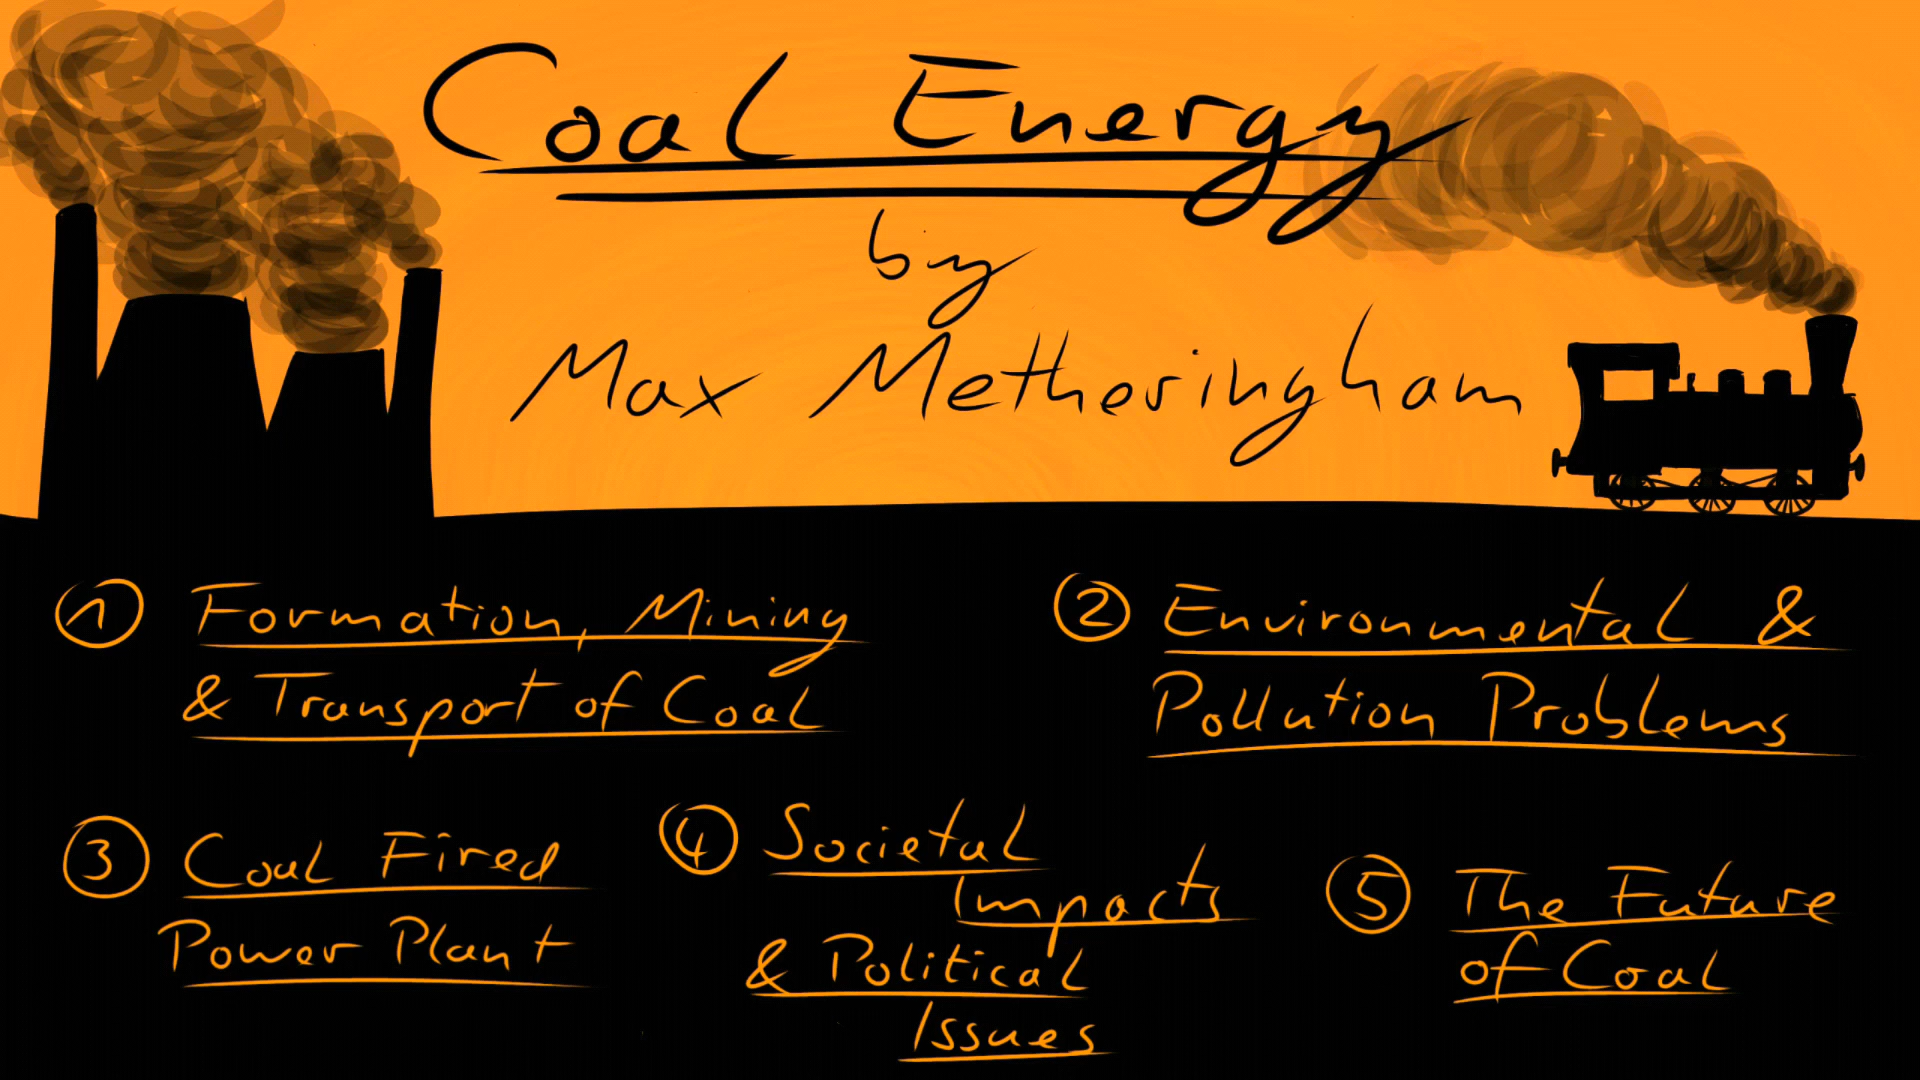 Coal Energy
by
Max Metheringham
① Formation, Mining
& Transport of Coal
② Environmental &
Pollution Problems
③ Coal Fired
Power Plant
④ Societal
Impacts
& Political
Issues
⑤ The Future
of Coal